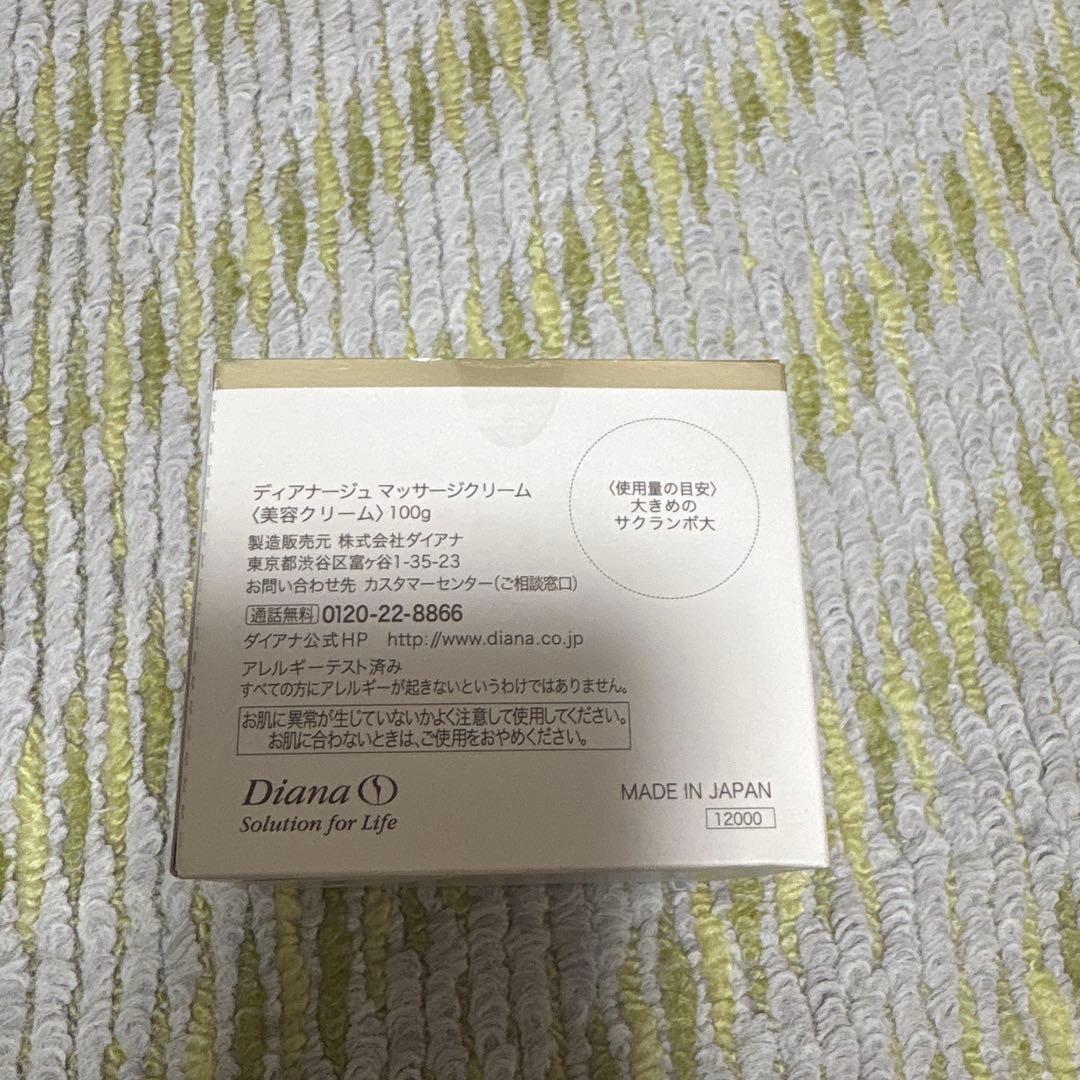 ディアナージュ マッサージクリーム
〈美容クリーム〉100g
製造販売元 株式会社ダイアナ
東京都渋谷区富ヶ谷1-35-23
お問い合わせ先 カスタマーセンター(ご相談窓口)
通話無料 0120-22-8866
ダイアナ公式HP http://www.diana.co.jp
アレルギーテスト済み
すべての方にアレルギーが起きないというわけではありません。
お肌に異常が生じていないかよく注意して使用してください。
お肌に合わないときは、ご使用をおやめください。
Diana
Solution for Life
〈使用量の目安〉
大きめの
サクランボ大
MADE IN JAPAN
12000